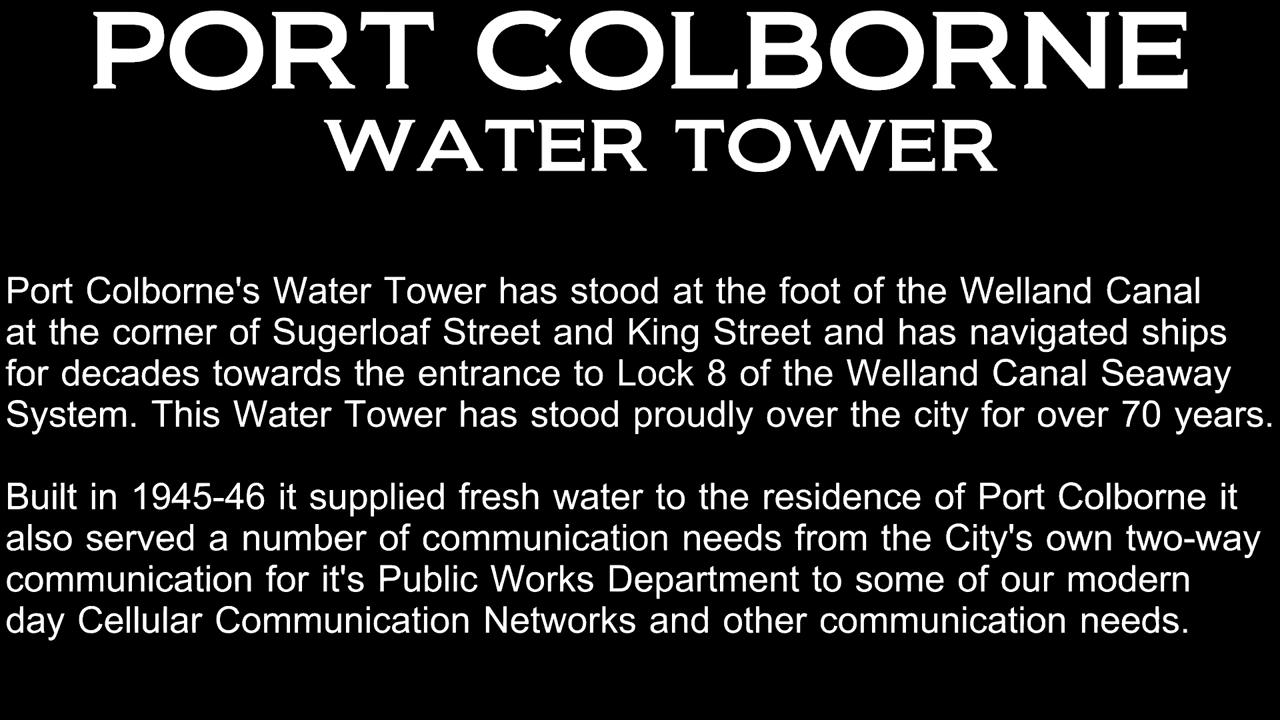 PORT COLBORNE
WATER TOWER
Port Colborne's Water Tower has stood at the foot of the Welland Canal
at the corner of Sugerloaf Street and King Street and has navigated ships
for decades towards the entrance to Lock 8 of the Welland Canal Seaway
System. This Water Tower has stood proudly over the city for over 70 years.
Built in 1945-46 it supplied fresh water to the residence of Port Colborne it
also served a number of communication needs from the City's own two-way
communication for it's Public Works Department to some of our modern
day Cellular Communication Networks and other communication needs.